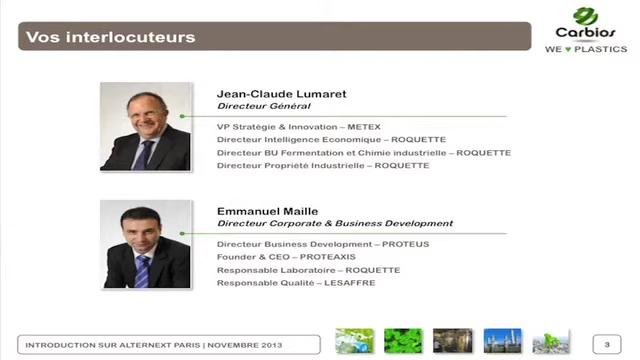 Vos interlocuteurs
Carbios
WE ♥ PLASTICS
Jean-Claude Lumaret
Directeur Général
VP Stratégie & Innovation – METEX
Directeur Intelligence Economique – ROQUETTE
Directeur BU Fermentation et Chimie industrielle – ROQUETTE
Directeur Propriété Industrielle – ROQUETTE
Emmanuel Maille
Directeur Corporate & Business Development
Directeur Business Development – PROTEUS
Founder & CEO – PROTEAXIS
Responsable Laboratoire – ROQUETTE
Responsable Qualité – LESAFFRE
INTRODUCTION SUR ALTERNEXT PARIS | NOVEMBRE 2013
3